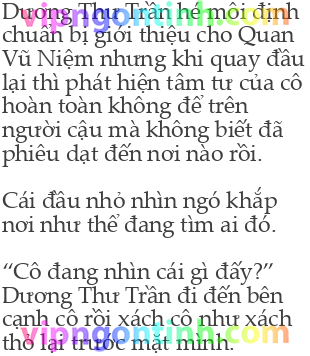 Dương Thư Trần hé môi định
chuẩn bị giới thiệu cho Quan
Vũ Niệm nhưng khi quay đầu
lại thì phát hiện tâm tư của cô
hoàn toàn không để trên
người cậu mà không biết đã
phiêu dạt đến nơi nào rồi.
Cái đầu nhỏ nhìn ngó khắp
nơi như thể đang tìm ai đó.
“Cô đang nhìn cái gì đấy?”
Dương Thư Trần đi đến bên
cạnh cô rồi xách cô như xách
thỏ lại trước mặt mình.
vipngontinh.com
vipngontinh.com